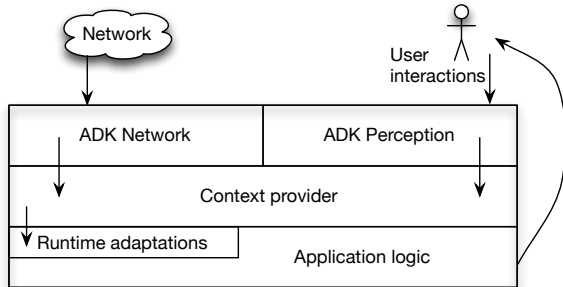 Network
User
interactions
ADK Network
ADK Perception
Context provider
Runtime adaptations
Application logic